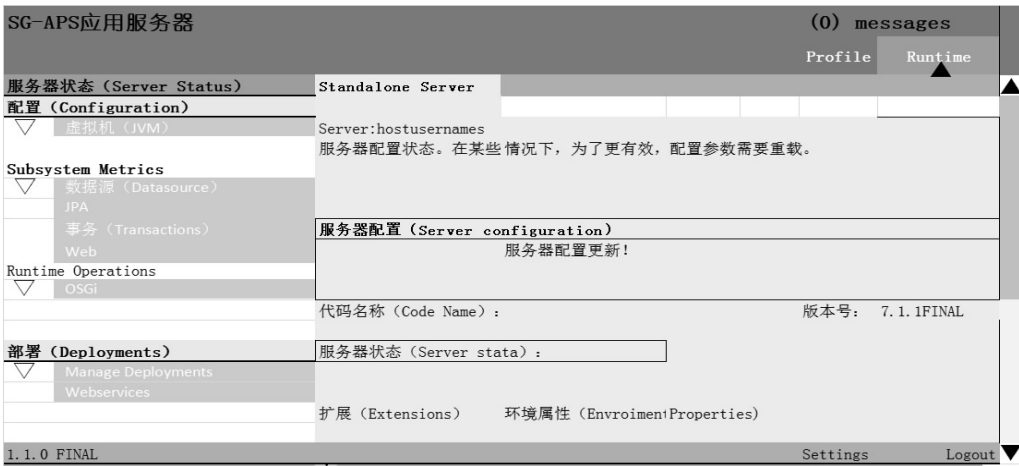 SG-APS应用服务器
(0) messages
Profile
Runtime
服务器状态（Server Status）
配置（Configuration）
虚拟机（JVM）
Subsystem Metrics
数据源（Datasource）
JPA
事务（Transactions）
Web
Runtime Operations
OSGi
部署（Deployments）
Manage Deployments
Webservices
Standalone Server
Server:hostusernames
服务器配置状态。在某些情况下，为了更有效，配置参数需要重载。
服务器配置（Server configuration）
服务器配置更新！
代码名称（Code Name）：
版本号： 7.1.1FINAL
服务器状态（Server stata）：
扩展（Extensions）
环境属性（EnvroimentProperties)
1.1.0 FINAL
Settings
Logout